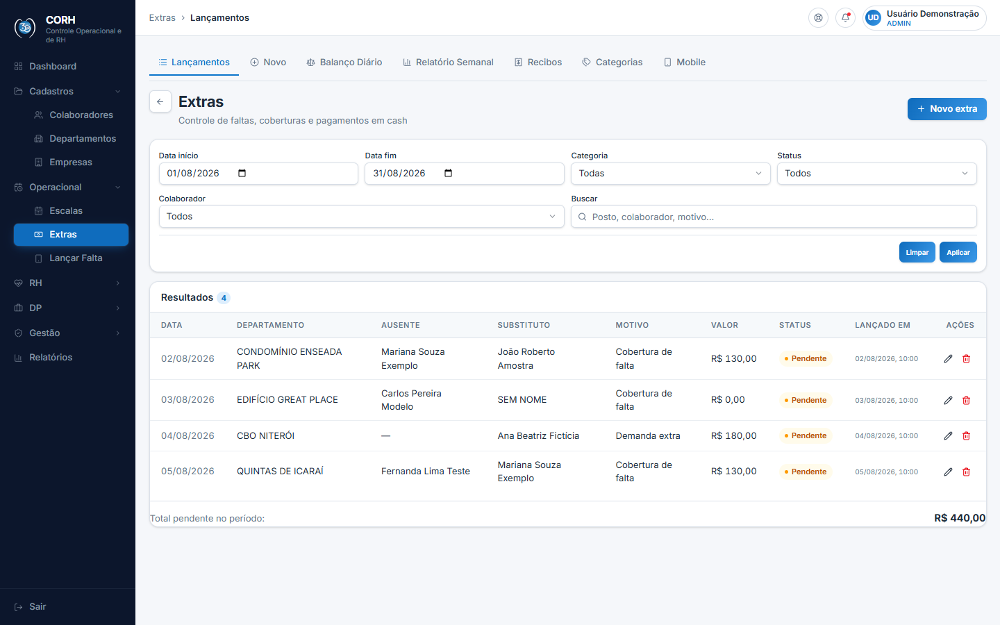 CORH
Controle Operacional e
de RH
Dashboard
Cadastros
Colaboradores
Departamentos
Empresas
Operacional
Escalas
Extras
Lançar Falta
RH
DP
Gestão
Relatórios
Sair
Extras > Lançamentos
UD
Usuário Demonstração
ADMIN
Lançamentos Novo Balanço Diário Relatório Semanal Recibos Categorias Mobile
Extras
Controle de faltas, coberturas e pagamentos em cash
+ Novo extra
Data início Data fim Categoria Status
01/08/2026 31/08/2026 Todas Todos
Colaborador Buscar
Todos Posto, colaborador, motivo...
Limpar Aplicar
Resultados 4
DATA DEPARTAMENTO AUSENTE SUBSTITUTO MOTIVO VALOR STATUS LANÇADO EM AÇÕES
02/08/2026 CONDOMÍNIO ENSEADA PARK Mariana Souza Exemplo João Roberto Amostra Cobertura de falta R$ 130,00 Pendente 02/08/2026, 10:00
03/08/2026 EDIFÍCIO GREAT PLACE Carlos Pereira Modelo SEM NOME Cobertura de falta R$ 0,00 Pendente 03/08/2026, 10:00
04/08/2026 CBO NITERÓI — Ana Beatriz Fictícia Demanda extra R$ 180,00 Pendente 04/08/2026, 10:00
05/08/2026 QUINTAS DE ICARAÍ Fernanda Lima Teste Mariana Souza Exemplo Cobertura de falta R$ 130,00 Pendente 05/08/2026, 10:00
Total pendente no período: R$ 440,00